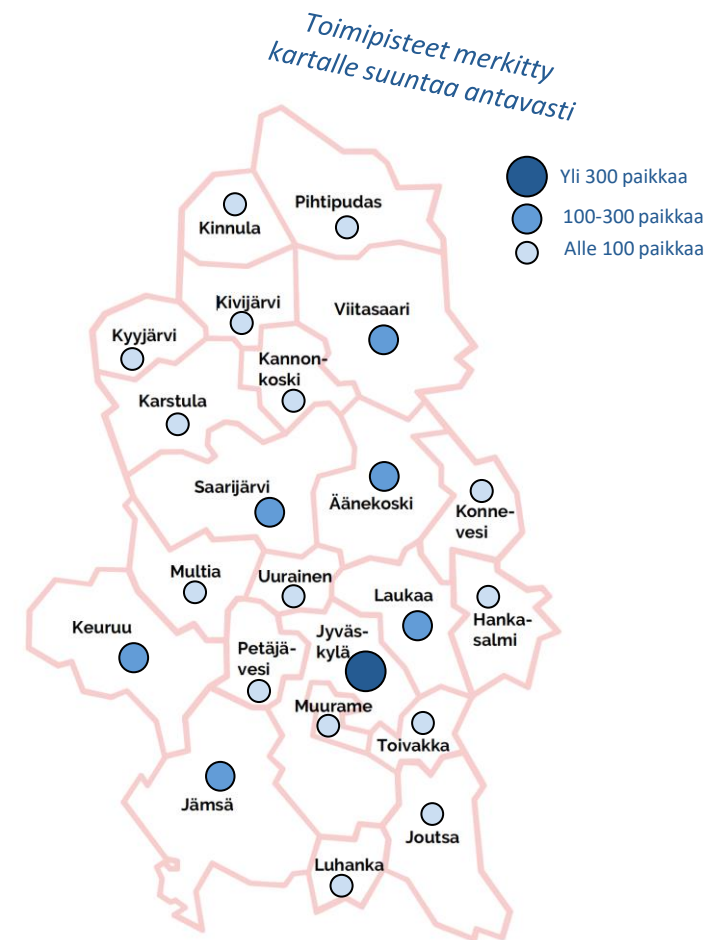 Toimipisteet merkitty
kartalle suuntaa antavasti
Yli 300 paikkaa
100-300 paikkaa
Alle 100 paikkaa
Pihtipudas
Kinnula
Kivijärvi
Viitasaari
Kyyjärvi
Kannon-
koski
Karstula
Saarijärvi
Äänekoski
Konne-
vesi
Multia
Uurainen
Laukaa
Hanka-
salmi
Keuruu
Jyväs-
kylä
Petäjä-
vesi
Muurame
Toivakka
Jämsä
Joutsa
Luhanka